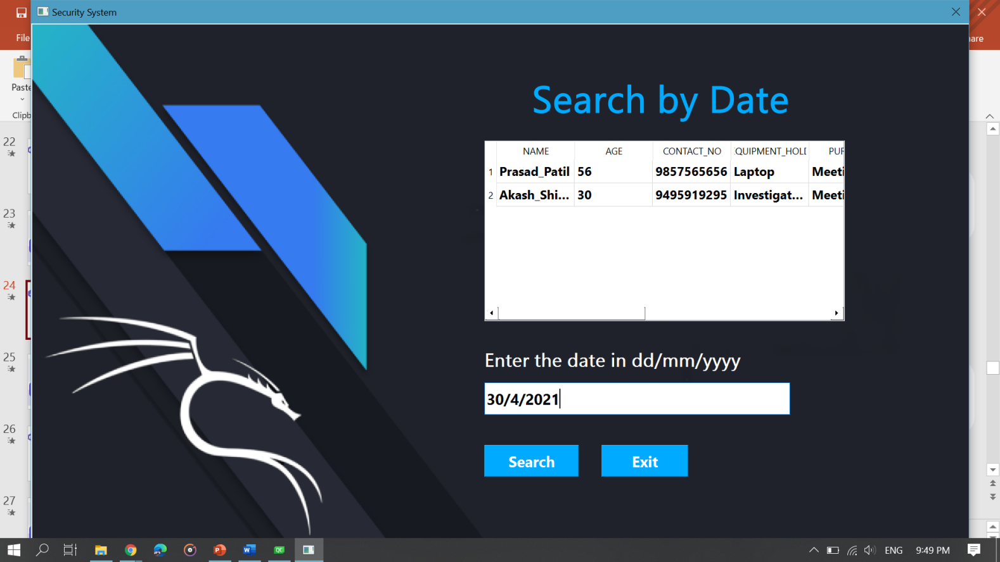 Security System
File
are
Paste
Clipb
22
23
24
25
26
27
Search by Date
NAME AGE CONTACT_NO QUIPMENT_HOLD PUR
1 Prasad_Patil 56 9857565656 Laptop Meeti
2 Akash_Shi... 30 9495919295 Investigat... Meeti
Enter the date in dd/mm/yyyy
30/4/2021
Search Exit
ENG 9:49 PM